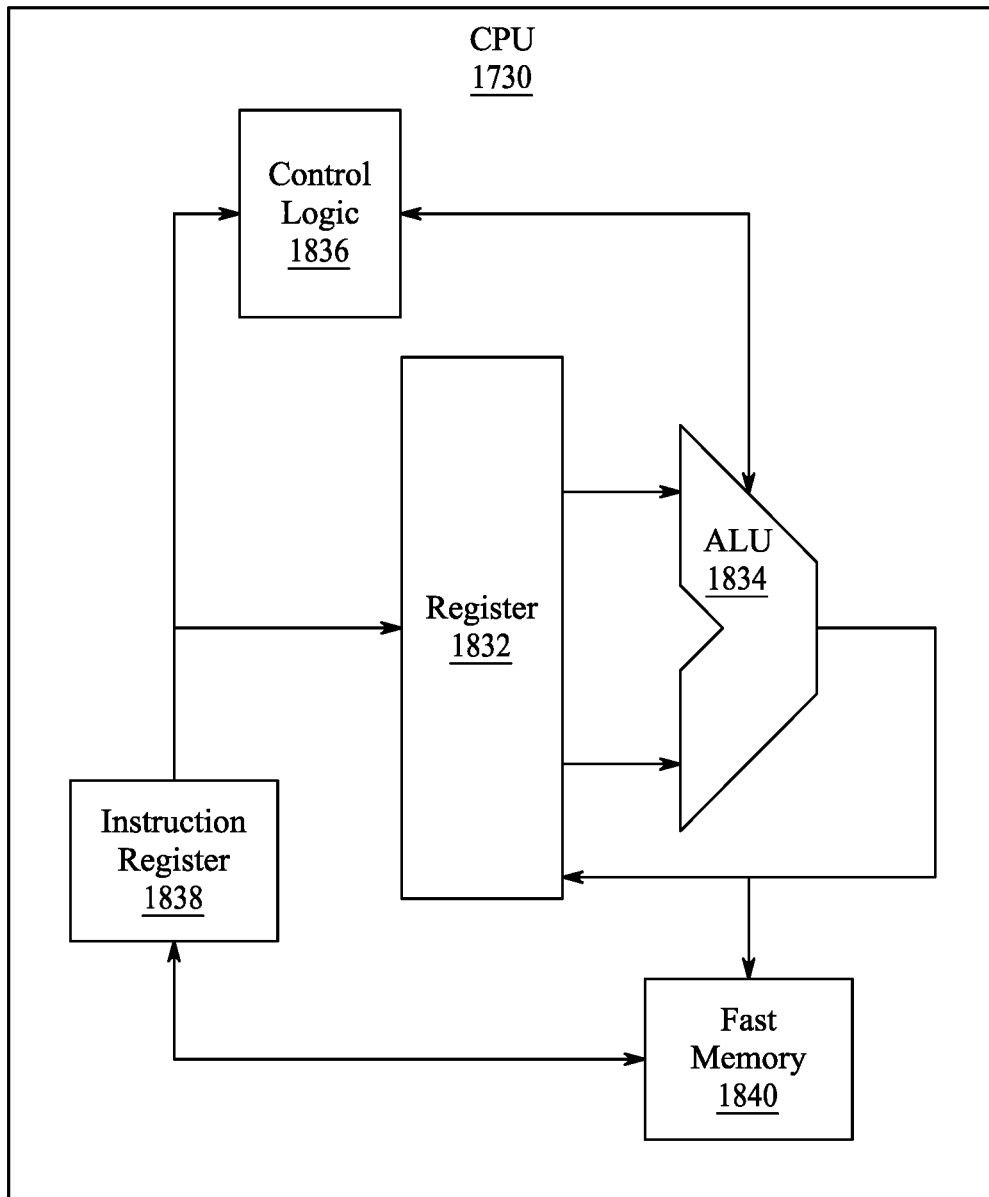 CPU
1730
Control
Logic
1836
ALU
1834
Register
1832
Instruction
Register
1838
Fast
Memory
1840